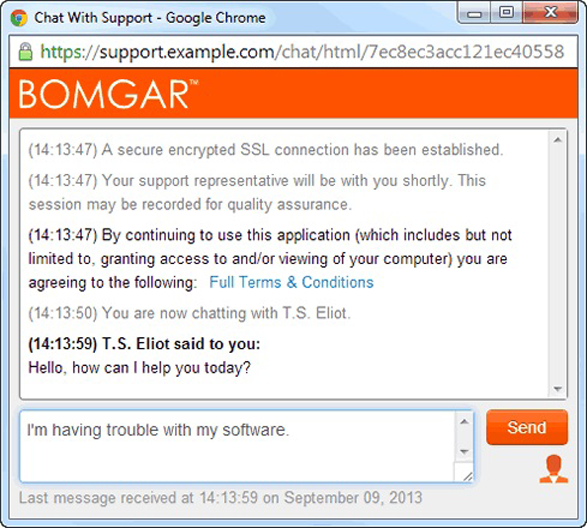 Chat With Support - Google Chrome
https://support.example.com/chat/html/7ec8ec3acc121ec40558
BOMGAR™
(14:13:47) A secure encrypted SSL connection has been established.
(14:13:47) Your support representative will be with you shortly. This
session may be recorded for quality assurance.
(14:13:47) By continuing to use this application (which includes but not
limited to, granting access to and/or viewing of your computer) you are
agreeing to the following: Full Terms & Conditions
(14:13:50) You are now chatting with T.S. Eliot.
(14:13:59) T.S. Eliot said to you:
Hello, how can I help you today?
I'm having trouble with my software.
Send
Last message received at 14:13:59 on September 09, 2013